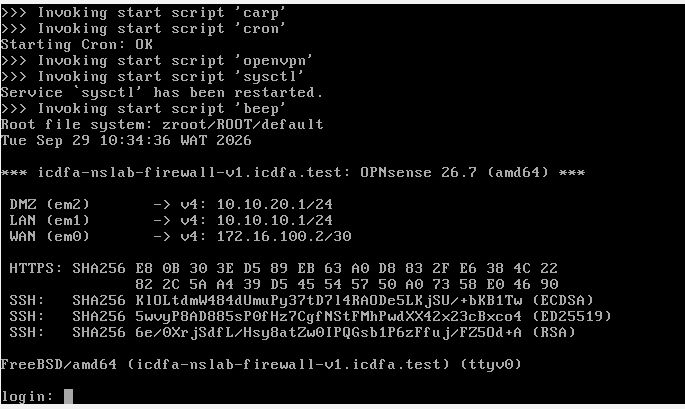 >>> Invoking start script 'carp'
>>> Invoking start script 'cron'
Starting Cron: OK
>>> Invoking start script 'openvpn'
>>> Invoking start script 'sysctl'
Service `sysctl' has been restarted.
>>> Invoking start script 'beep'
Root file system: zroot/ROOT/default
Tue Sep 29 10:34:36 WAT 2026
*** icdfa-nslab-firewall-v1.icdfa.test: OPNsense 26.7 (amd64) ***
DMZ (em2) -> v4: 10.10.20.1/24
LAN (em1) -> v4: 10.10.10.1/24
WAN (em0) -> v4: 172.16.100.2/30
HTTPS: SHA256 E8 0B 30 3E D5 89 EB 63 A0 D8 83 2F E6 38 4C 22
82 2C 5A A4 39 D5 45 54 57 50 A0 73 58 E0 46 90
SSH: SHA256 KlOLtdmW484dUmuPy37tD7l4RAODe5LKjSU/+bKB1Tw (ECDSA)
SSH: SHA256 5wvyP8AD885sP0fHz7CgfNStFMhPwdXX42x23cBxco4 (ED25519)
SSH: SHA256 6e/0XrjSdfL/Hsy8atZw0IPQGsb1P6zFfuj/FZ5Od+A (RSA)
FreeBSD/amd64 (icdfa-nslab-firewall-v1.icdfa.test) (ttyv0)
login: